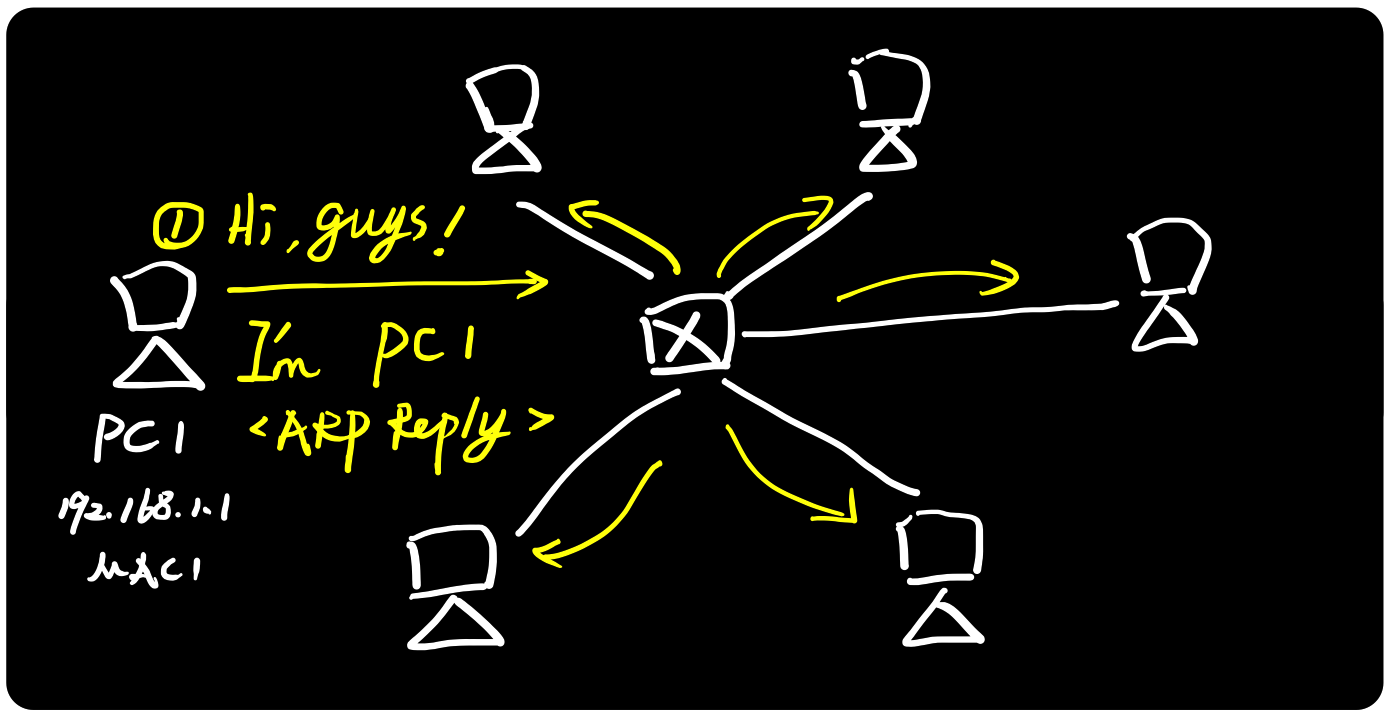 ① Hi, guys!
I'm PC1
<ARP Reply>
PC1
192.168.1.1
MAC1